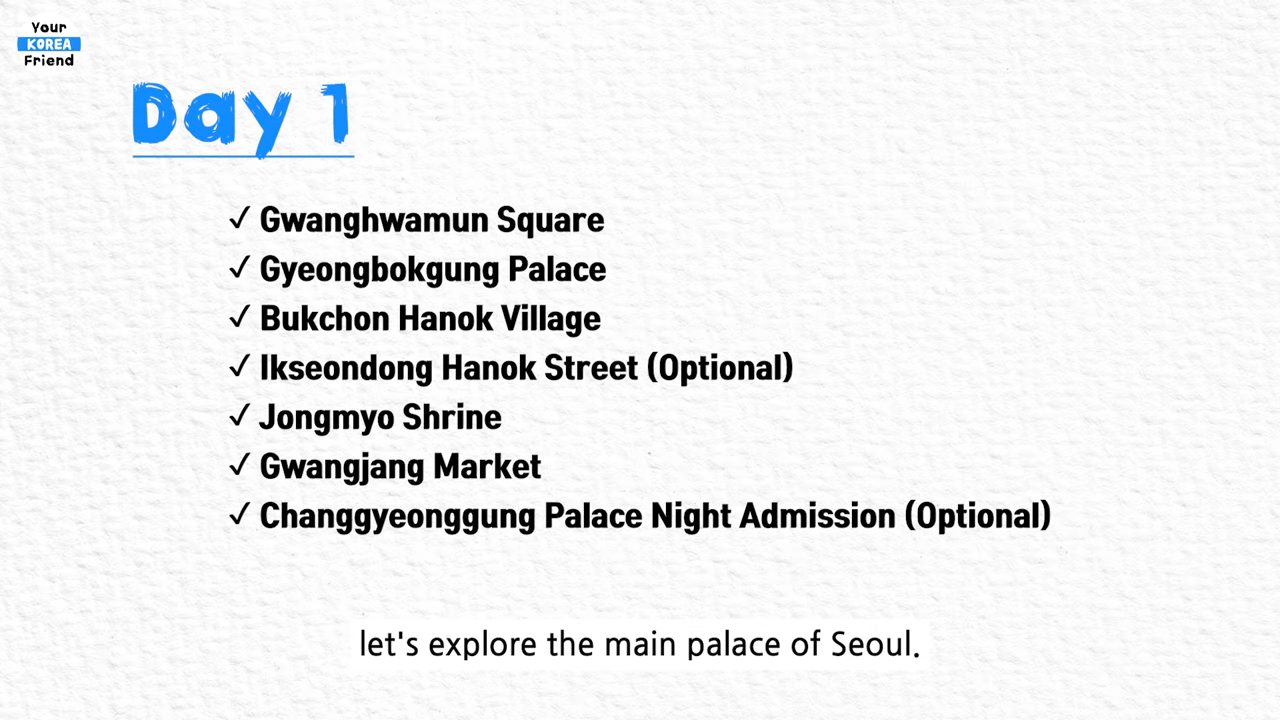 Your
KOREA
Friend
Day 1
✓ Gwanghwamun Square
✓ Gyeongbokgung Palace
✓ Bukchon Hanok Village
✓ Ikseondong Hanok Street (Optional)
✓ Jongmyo Shrine
✓ Gwangjang Market
✓ Changgyeonggung Palace Night Admission (Optional)
let's explore the main palace of Seoul.